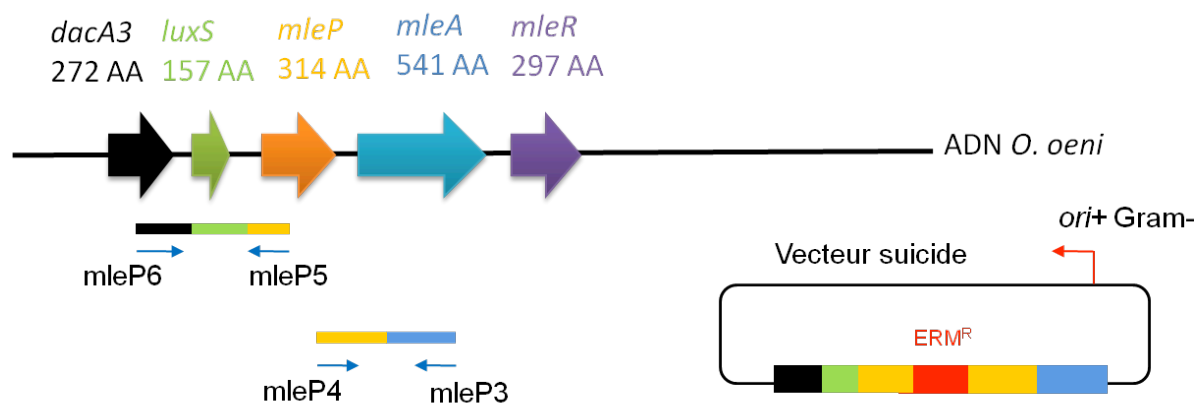 dacA3 luxS mleP mleA mleR
272 AA 157 AA 314 AA 541 AA 297 AA
ADN O. oeni
ori+ Gram-
mleP6 mleP5
Vecteur suicide
ERMᴿ
mleP4 mleP3